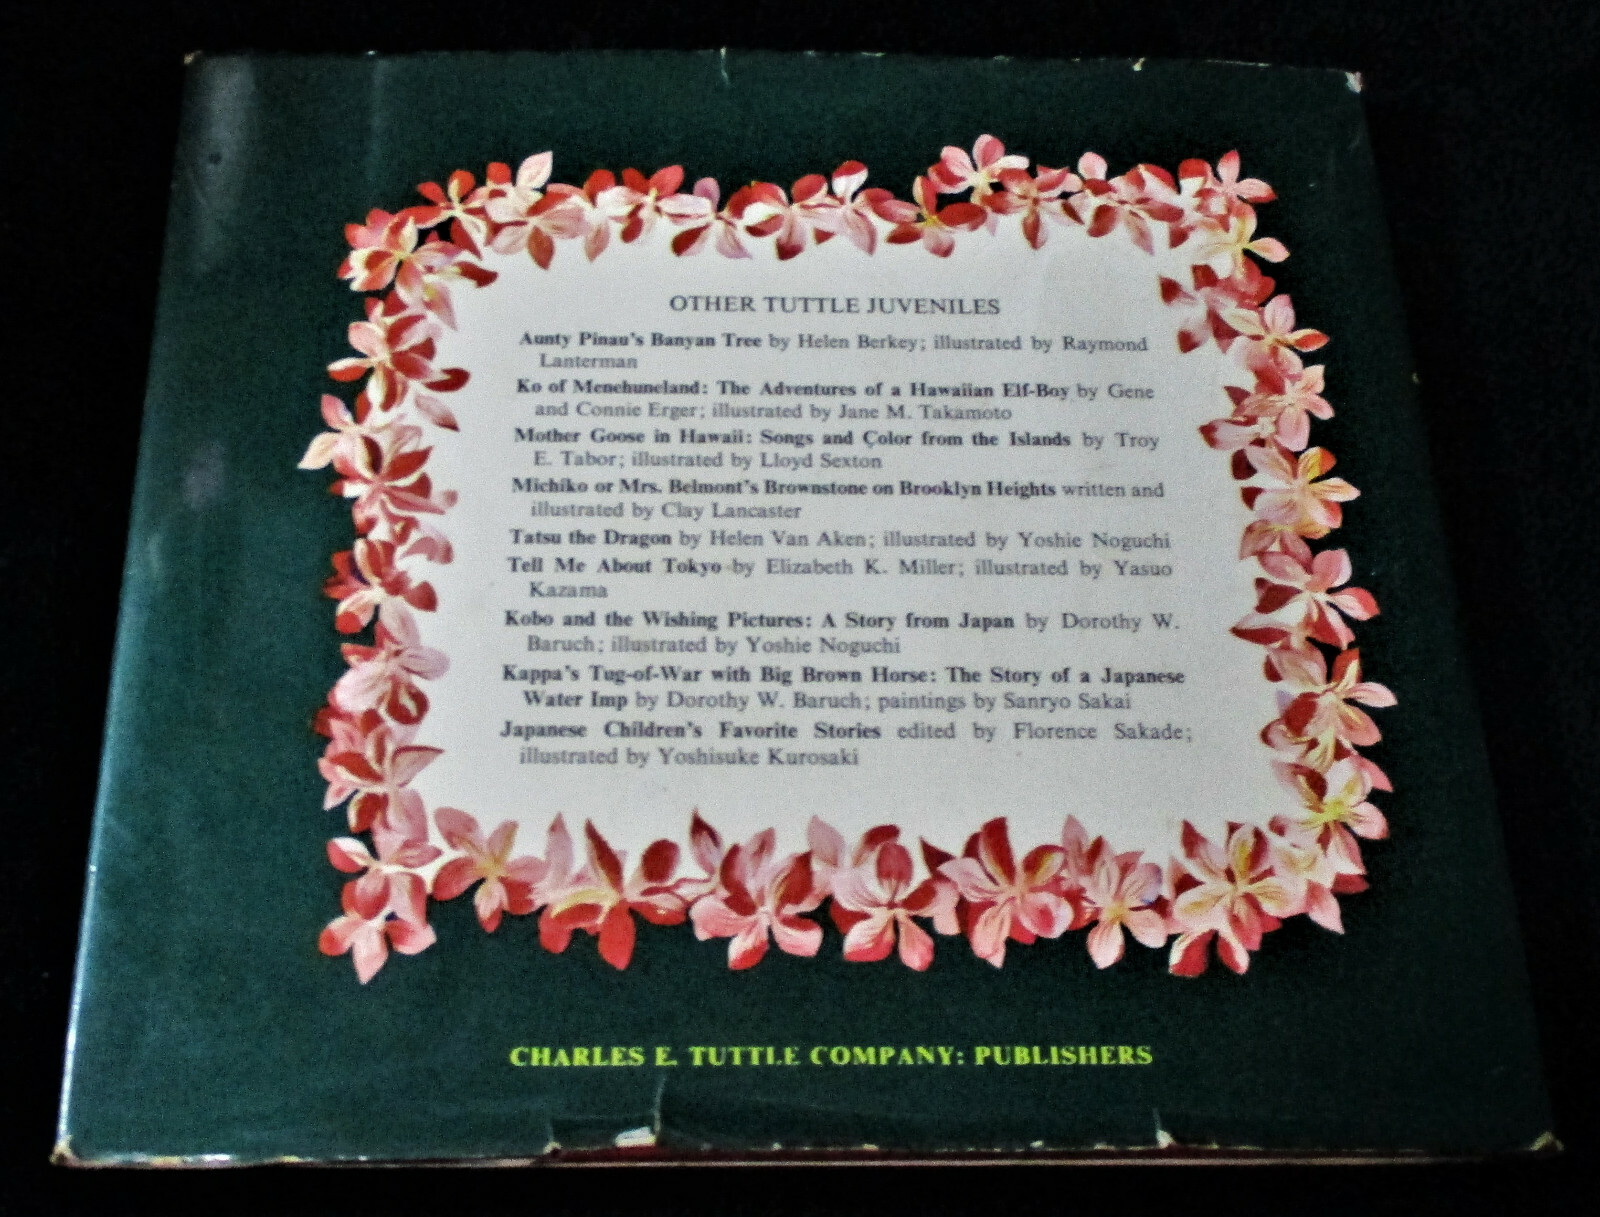 OTHER TUTTLE JUVENILES
Aunty Pinau's Banyan Tree by Helen Berkey; illustrated by Raymond
Lanterman
Ko of Menehuneland: The Adventures of a Hawaiian Elf-Boy by Gene
and Connie Erger; illustrated by Jane M. Takamoto
Mother Goose in Hawaii: Songs and Color from the Islands by Troy
E. Tabor; illustrated by Lloyd Sexton
Michiko or Mrs. Belmont's Brownstone on Brooklyn Heights written and
illustrated by Clay Lancaster
Tatsu the Dragon by Helen Van Aken; illustrated by Yoshie Noguchi
Tell Me About Tokyo by Elizabeth K. Miller; illustrated by Yasuo
Kazama
Kobo and the Wishing Pictures: A Story from Japan by Dorothy W.
Baruch; illustrated by Yoshie Noguchi
Kappa's Tug-of-War with Big Brown Horse: The Story of a Japanese
Water Imp by Dorothy W. Baruch; paintings by Sanryo Sakai
Japanese Children's Favorite Stories edited by Florence Sakade;
illustrated by Yoshisuke Kurosaki
CHARLES E. TUTTLE COMPANY: PUBLISHERS